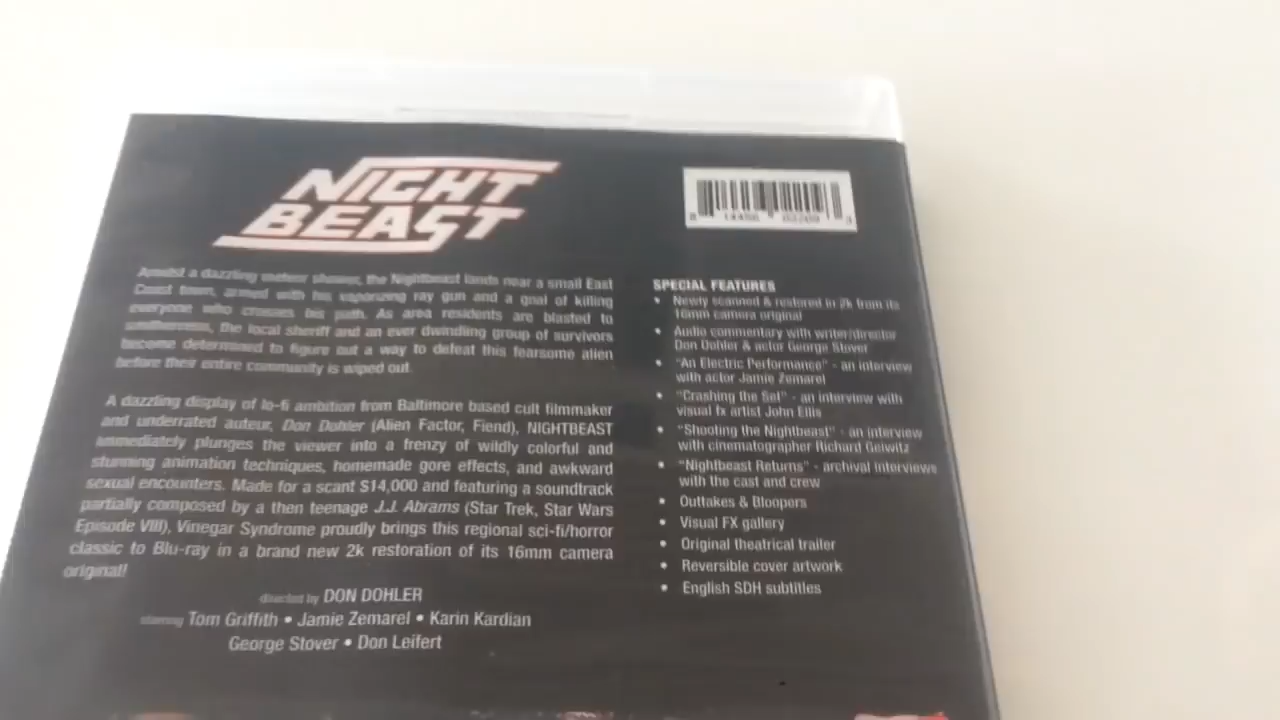 NIGHT
BEAST
Amidst a dazzling meteor shower, the Nightbeast lands near a small East
Coast town, armed with his vaporizing ray gun and a goal of killing
everyone who crosses his path. As area residents are blasted to
smithereens, the local sheriff and an ever dwindling group of survivors
become determined to figure out a way to defeat this fearsome alien
before their entire community is wiped out.
A dazzling display of lo-fi ambition from Baltimore based cult filmmaker
and underrated auteur, Don Dohler (Alien Factor, Fiend), NIGHTBEAST
immediately plunges the viewer into a frenzy of wildly colorful and
stunning animation techniques, homemade gore effects, and awkward
sexual encounters. Made for a scant $14,000 and featuring a soundtrack
partially composed by a then teenage J.J. Abrams (Star Trek, Star Wars
Episode VIII), Vinegar Syndrome proudly brings this regional sci-fi/horror
classic to Blu-ray in a brand new 2k restoration of its 16mm camera
original!
directed by DON DOHLER
starring Tom Griffith • Jamie Zemarel • Karin Kardian
George Stover • Don Leifert
SPECIAL FEATURES
• Newly scanned & restored in 2k from its
16mm camera original
• Audio commentary with writer/director
Don Dohler & actor George Stover
• "An Electric Performance" - an interview
with actor Jamie Zemarel
• "Crashing the Set" - an interview with
visual fx artist John Ellis
• "Shooting the Nightbeast" - an interview
with cinematographer Richard Geiwitz
• "Nightbeast Returns" - archival interviews
with the cast and crew
• Outtakes & Bloopers
• Visual FX gallery
• Original theatrical trailer
• Reversible cover artwork
• English SDH subtitles